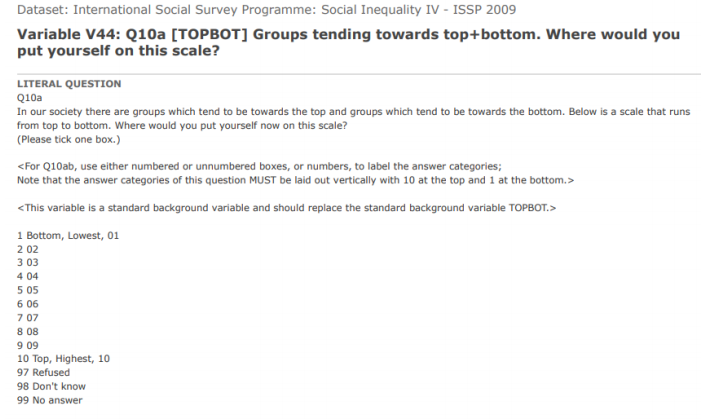 Dataset: International Social Survey Programme: Social Inequality IV - ISSP 2009
Variable V44: Q10a [TOPBOT] Groups tending towards top+bottom. Where would you
put yourself on this scale?
LITERAL QUESTION
Q10a
In our society there are groups which tend to be towards the top and groups which tend to be towards the bottom. Below is a scale that runs
from top to bottom. Where would you put yourself now on this scale?
(Please tick one box.)
<For Q10ab, use either numbered or unnumbered boxes, or numbers, to label the answer categories;
Note that the answer categories of this question MUST be laid out vertically with 10 at the top and 1 at the bottom.>
<This variable is a standard background variable and should replace the standard background variable TOPBOT.>
1 Bottom, Lowest, 01
2 02
3 03
4 04
5 05
6 06
7 07
8 08
9 09
10 Top, Highest, 10
97 Refused
98 Don't know
99 No answer